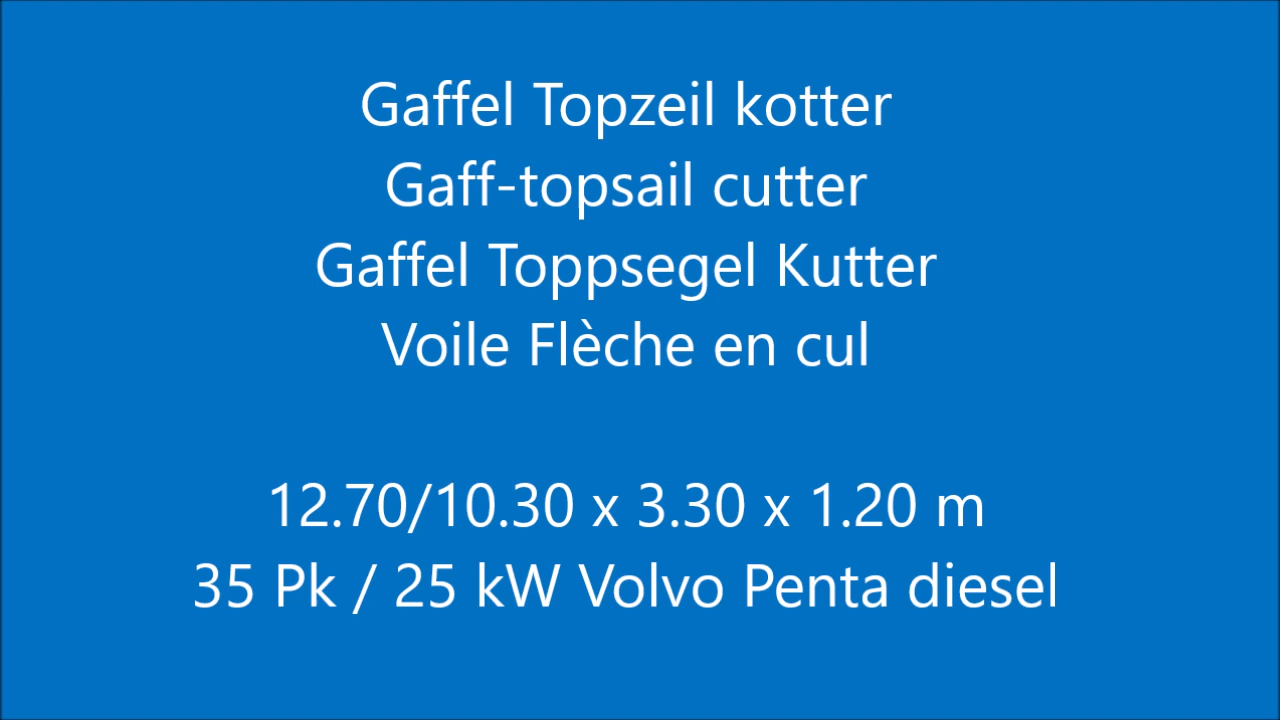 Gaffel Topzeil kotter
Gaff-topsail cutter
Gaffel Toppsegel Kutter
Voile Flèche en cul
12.70/10.30 x 3.30 x 1.20 m
35 Pk / 25 kW Volvo Penta diesel